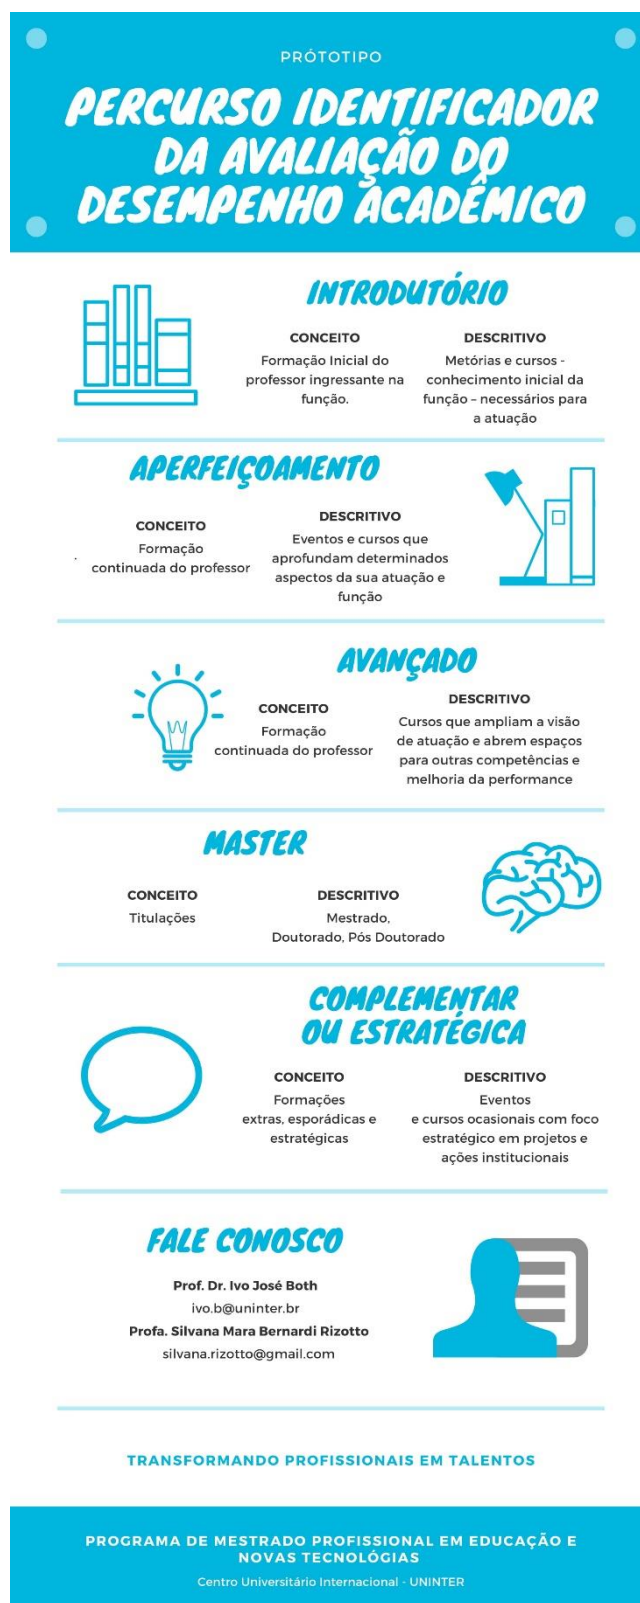 PRÓTOTIPO
PERCURSO IDENTIFICADOR
DA AVALIAÇÃO DO
DESEMPENHO ACADÊMICO
INTRODUTÓRIO
CONCEITO
Formação Inicial do
professor ingressante na
função.
DESCRITIVO
Metórias e cursos -
conhecimento inicial da
função – necessários para
a atuação
APERFEIÇOAMENTO
CONCEITO
Formação
continuada do professor
DESCRITIVO
Eventos e cursos que
aprofundam determinados
aspectos da sua atuação e
função
AVANÇADO
CONCEITO
Formação
continuada do professor
DESCRITIVO
Cursos que ampliam a visão
de atuação e abrem espaços
para outras competências e
melhoria da performance
MASTER
CONCEITO
Titulações
DESCRITIVO
Mestrado,
Doutorado, Pós Doutorado
COMPLEMENTAR
OU ESTRATÉGICA
CONCEITO
Formações
extras, esporádicas e
estratégicas
DESCRITIVO
Eventos
e cursos ocasionais com foco
estratégico em projetos e
ações institucionais
FALE CONOSCO
Prof. Dr. Ivo José Both
ivo.b@uninter.br
Profa. Silvana Mara Bernardi Rizotto
silvana.rizotto@gmail.com
TRANSFORMANDO PROFISSIONAIS EM TALENTOS
PROGRAMA DE MESTRADO PROFISSIONAL EM EDUCAÇÃO E
NOVAS TECNOLÓGIAS
Centro Universitário Internacional - UNINTER